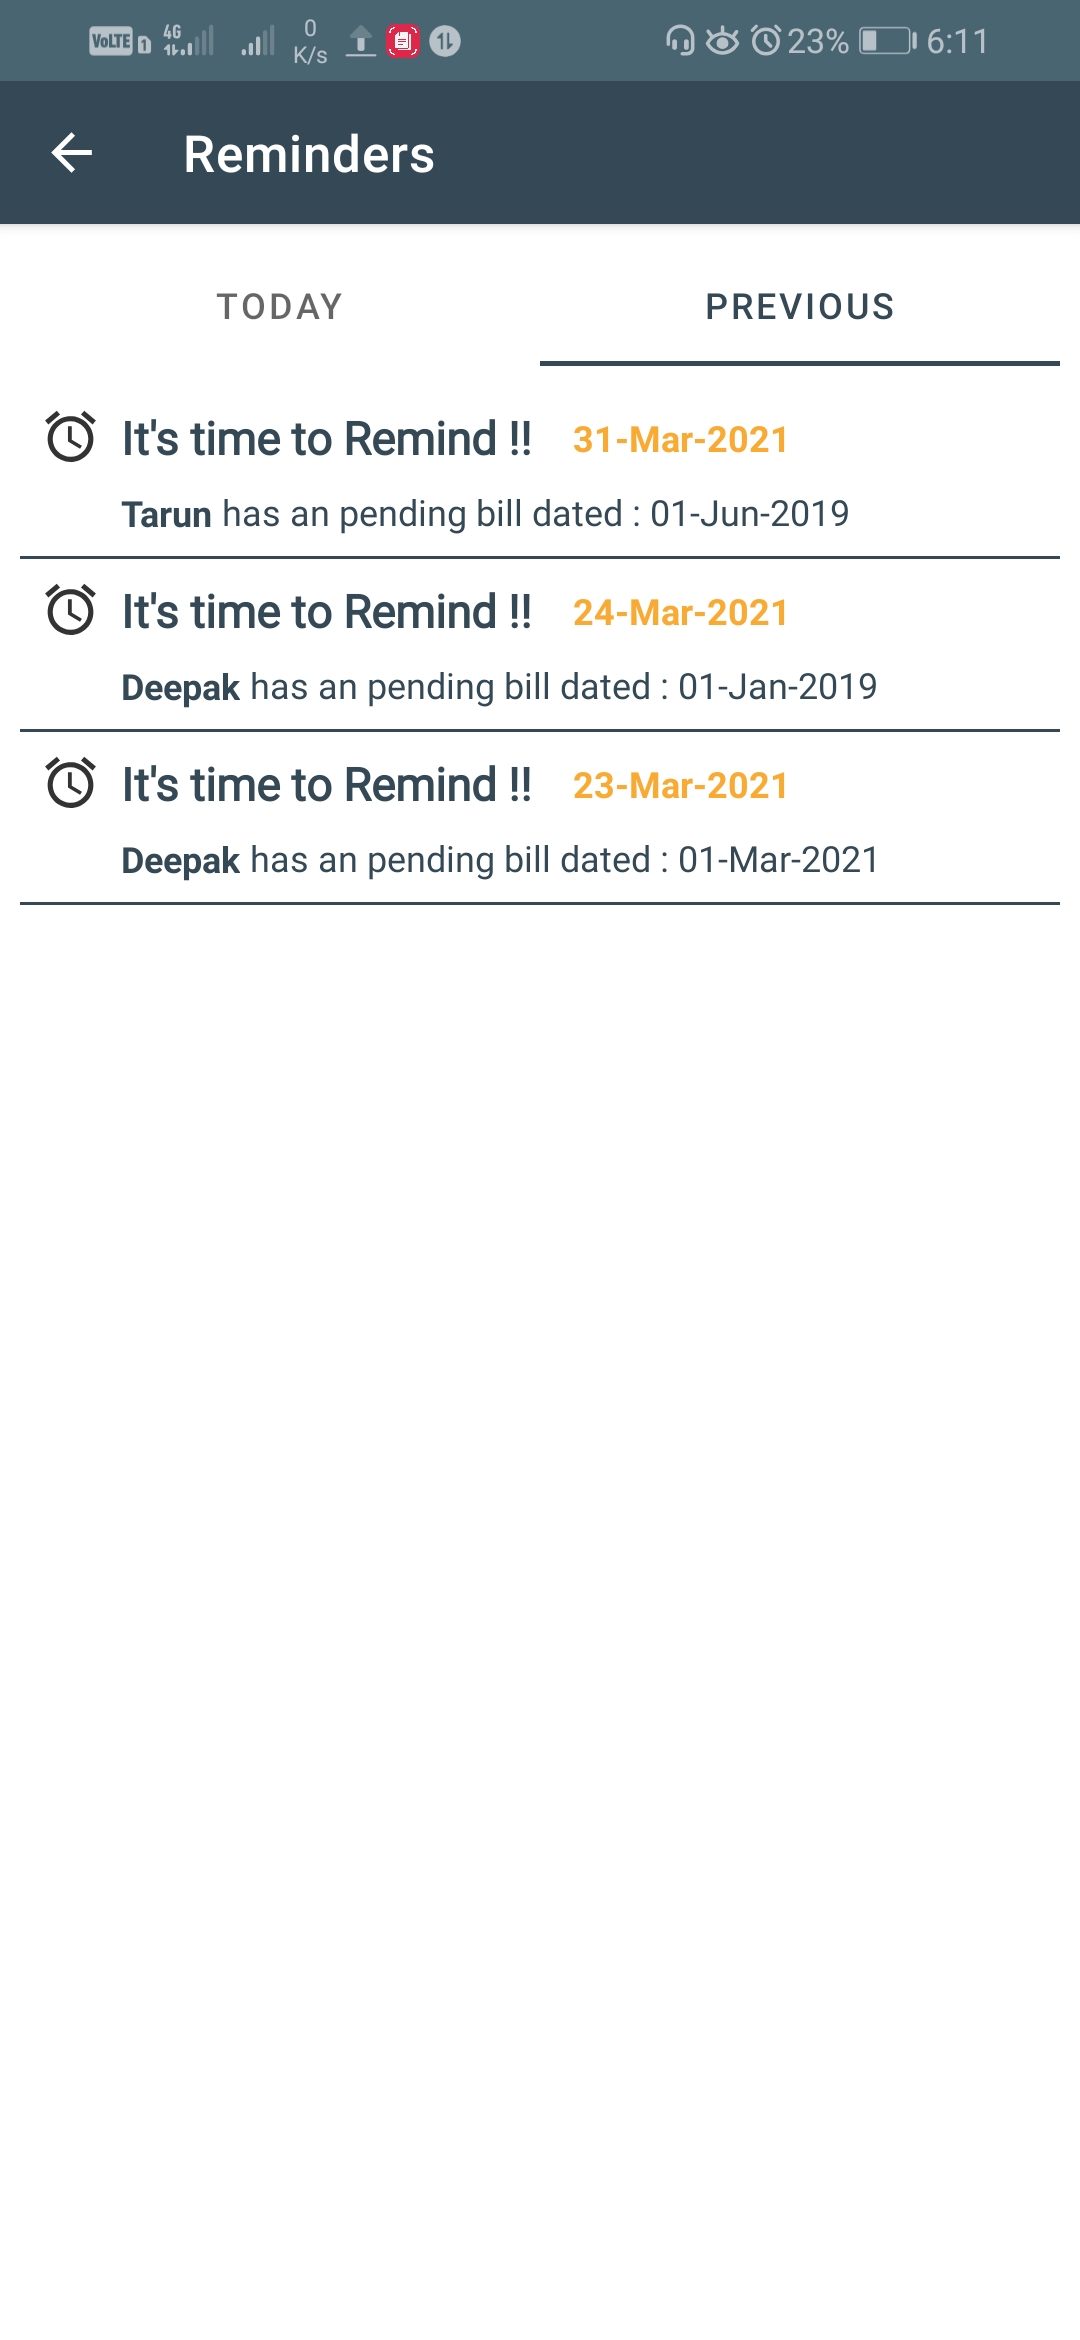 VoLTE 1 4G 0 K/s 23% 6:11
Reminders
TODAY PREVIOUS
It's time to Remind !! 31-Mar-2021
Tarun has an pending bill dated : 01-Jun-2019
It's time to Remind !! 24-Mar-2021
Deepak has an pending bill dated : 01-Jan-2019
It's time to Remind !! 23-Mar-2021
Deepak has an pending bill dated : 01-Mar-2021